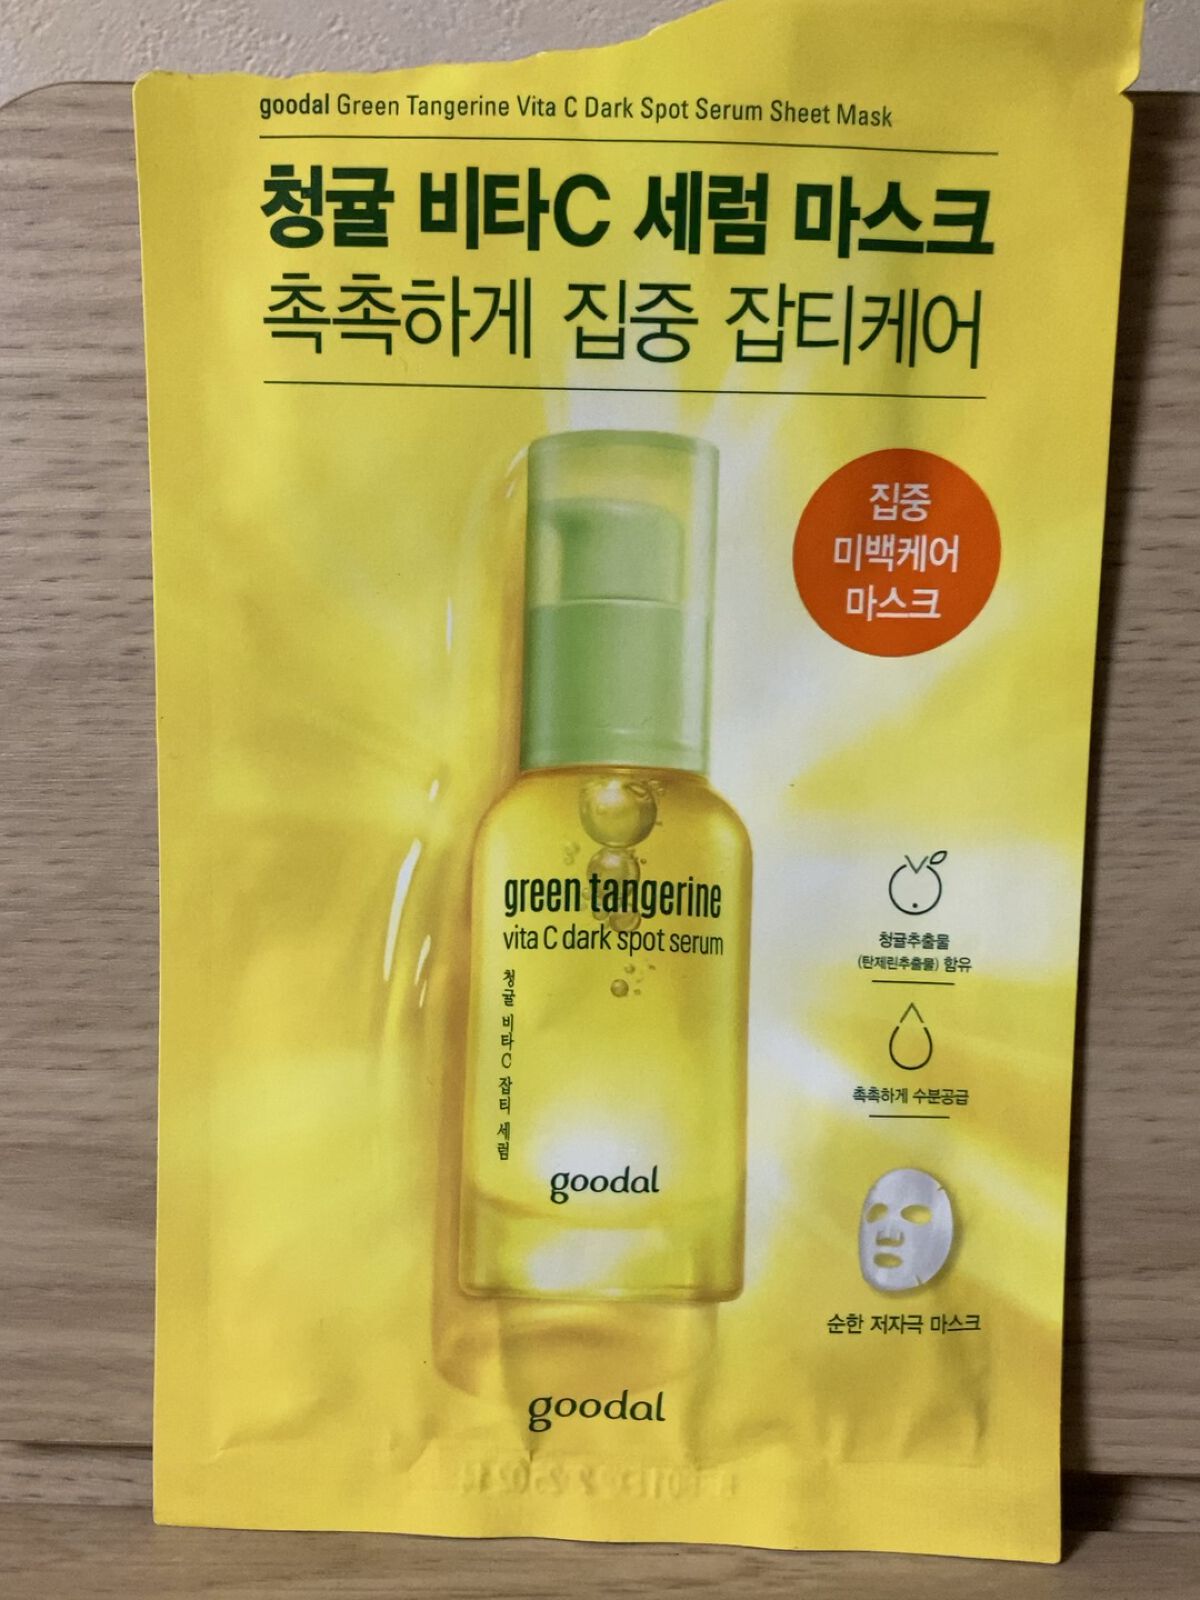 goodal Green Tangerine Vita C Dark Spot Serum Sheet Mask
청귤 비타C 세럼 마스크
촉촉하게 집중 잡티케어
집중
미백케어
마스크
green tangerine
vita C dark spot serum
청귤 비타C 잡티 세럼
goodal
청귤추출물
(탄제린추출물) 함유
촉촉하게 수분공급
순한 저자극 마스크
goodal